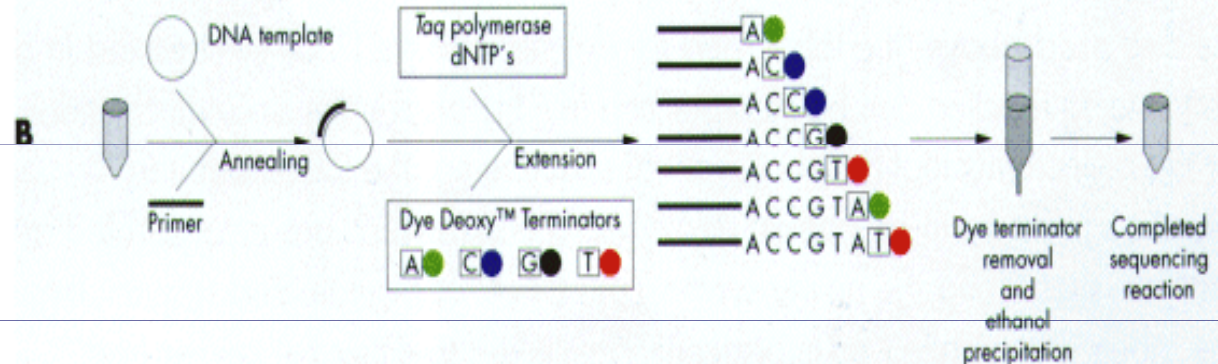 B
DNA template
Primer
Annealing
Taq polymerase
dNTP's
Extension
Dye Deoxy™ Terminators
A C G T
A
A C
A C C
A C C G
A C C G T
A C C G T A
A C C G T A T
Dye terminator
removal
and
ethanol
precipitation
Completed
sequencing
reaction